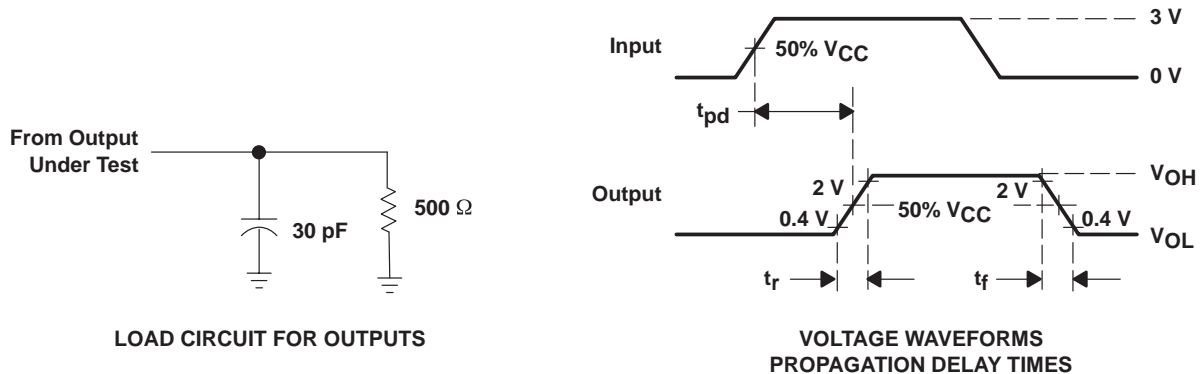 From Output
Under Test
30 pF
500 Ω
LOAD CIRCUIT FOR OUTPUTS
Input
50% VCC
3 V
0 V
tpd
Output
2 V
0.4 V
50% VCC
2 V
0.4 V
VOH
VOL
tr
tf
VOLTAGE WAVEFORMS
PROPAGATION DELAY TIMES